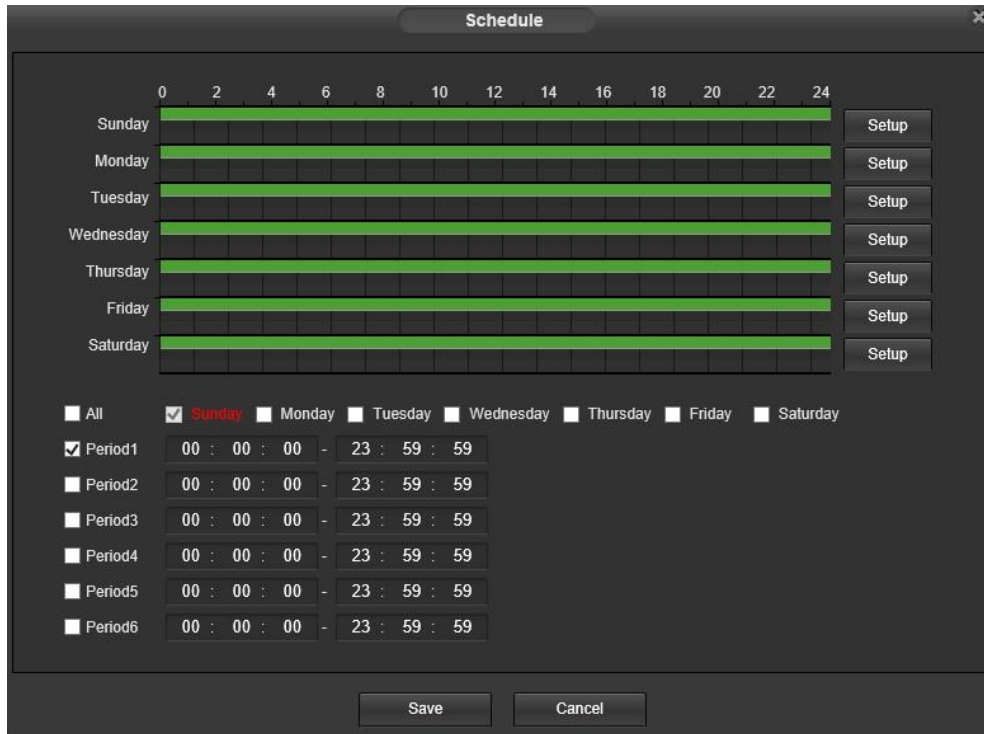 Schedule
0 2 4 6 8 10 12 14 16 18 20 22 24
Sunday Setup
Monday Setup
Tuesday Setup
Wednesday Setup
Thursday Setup
Friday Setup
Saturday Setup
All Sunday Monday Tuesday Wednesday Thursday Friday Saturday
Period1 00 : 00 : 00 - 23 : 59 : 59
Period2 00 : 00 : 00 - 23 : 59 : 59
Period3 00 : 00 : 00 - 23 : 59 : 59
Period4 00 : 00 : 00 - 23 : 59 : 59
Period5 00 : 00 : 00 - 23 : 59 : 59
Period6 00 : 00 : 00 - 23 : 59 : 59
Save Cancel